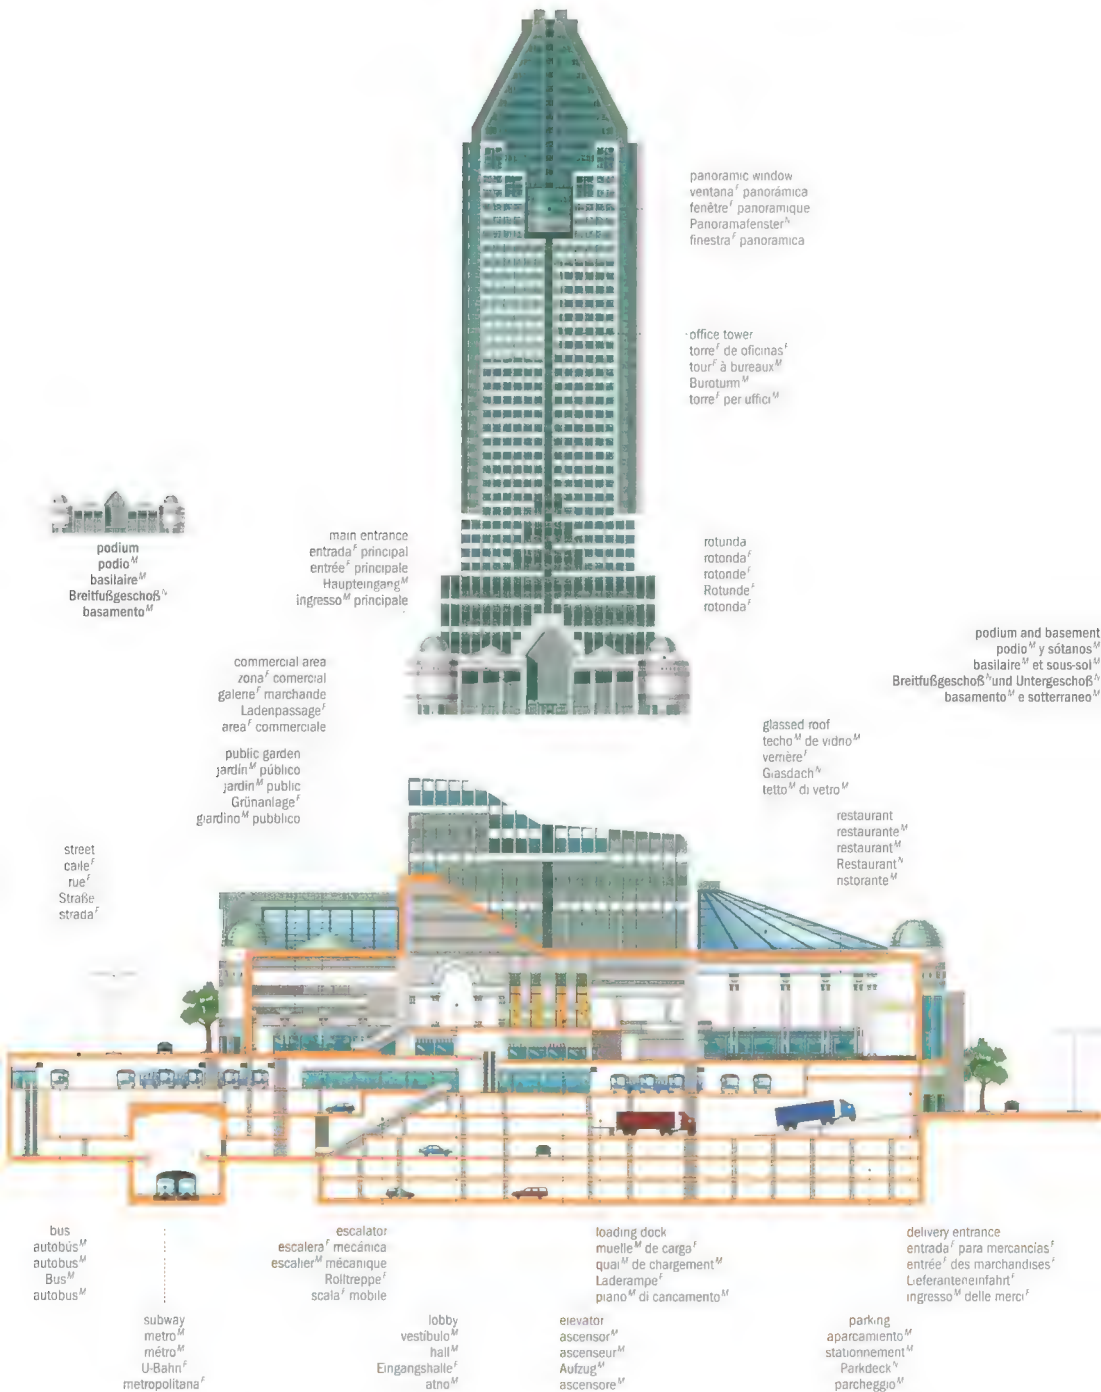 panoramic window
ventana^F panorámica
fenêtre^F panoramique
Panoramafenster^N
finestra^F panoramica
office tower
torre^F de oficinas^F
tour^F à bureaux^M
Buroturm^M
torre^F per uffici^M
podium
podio^M
basilaire^M
Breitfußgeschoß^N
basamento^M
main entrance
entrada^F principal
entrée^F principale
Haupteingang^M
ingresso^M principale
rotunda
rotonda^F
rotonde^F
Rotunde^F
rotonda^F
podium and basement
podio^M y sótanos^M
basilaire^M et sous-sol^M
Breitfußgeschoß^N und Untergeschoß^N
basamento^M e sotterraneo^M
commercial area
zona^F comercial
galerie^F marchande
Ladenpassage^F
area^F commerciale
public garden
jardín^M público
jardin^M public
Grünanlage^F
giardino^M pubblico
glassed roof
techo^M de vidrio^M
verrière^F
Glasdach^N
tetto^M di vetro^M
restaurant
restaurante^M
restaurant^M
Restaurant^N
ristorante^M
street
calle^F
rue^F
Straße
strada^F
bus
autobús^M
autobus^M
Bus^M
autobus^M
subway
metro^M
métro^M
U-Bahn^F
metropolitana^F
escalator
escalera^F mecánica
escalier^M mécanique
Rolltreppe^F
scala^F mobile
lobby
vestíbulo^M
hall^M
Eingangshalle^F
atrio^M
loading dock
muelle^M de carga^F
quai^M de chargement^M
Laderampe^F
piano^M di caricamento^M
elevator
ascensor^M
ascenseur^M
Aufzug^M
ascensore^M
delivery entrance
entrada^F para mercancías^F
entrée^F des marchandises^F
Lieferanteneinfahrt^F
ingresso^M delle merci^F
parking
aparcamiento^M
stationnement^M
Parkdeck^N
parcheggio^M